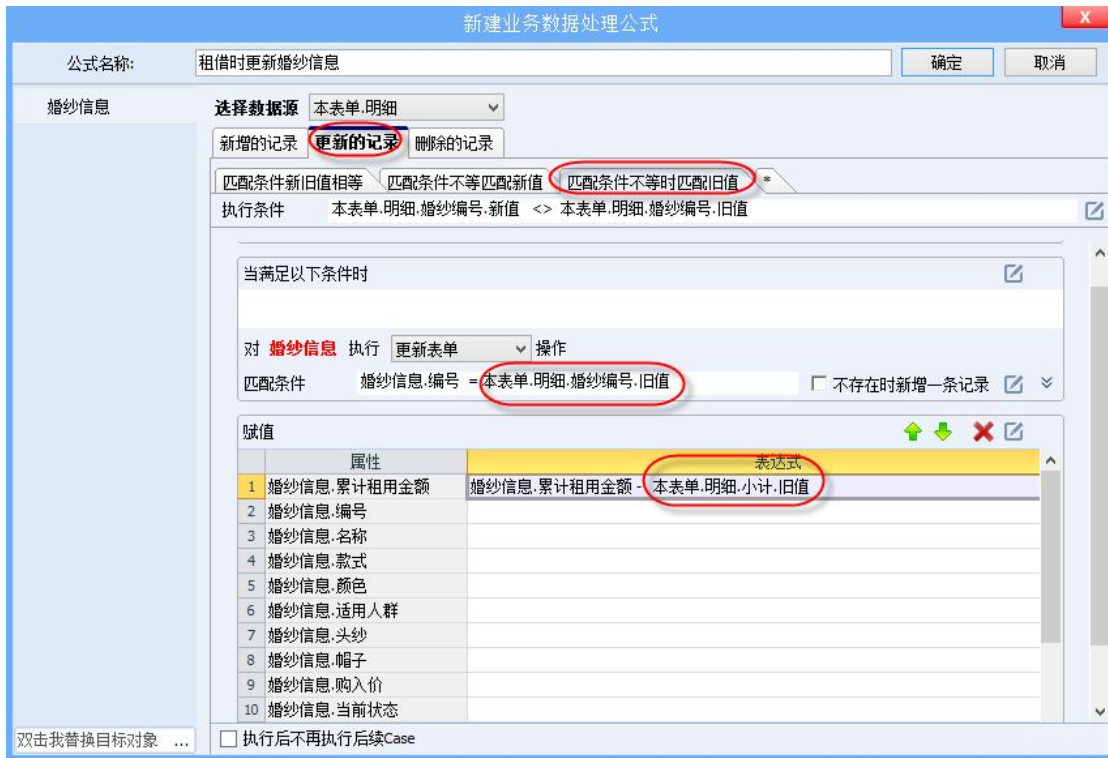 新建业务数据处理公式
X
公式名称: 租借时更新婚纱信息 确定 取消
婚纱信息
选择数据源 本表单.明细
新增的记录 更新的记录 删除的记录
匹配条件新旧值相等 匹配条件不等匹配新值 匹配条件不等时匹配旧值 *
执行条件 本表单.明细.婚纱编号.新值 <> 本表单.明细.婚纱编号.旧值
当满足以下条件时
对 婚纱信息 执行 更新表单 操作
匹配条件 婚纱信息.编号 = 本表单.明细.婚纱编号.旧值 不存在时新增一条记录
赋值
属性 表达式
1 婚纱信息.累计租用金额 婚纱信息.累计租用金额 - 本表单.明细.小计.旧值
2 婚纱信息.编号
3 婚纱信息.名称
4 婚纱信息.款式
5 婚纱信息.颜色
6 婚纱信息.适用人群
7 婚纱信息.头纱
8 婚纱信息.帽子
9 婚纱信息.购入价
10 婚纱信息.当前状态
双击我替换目标对象 ...
执行后不再执行后续Case